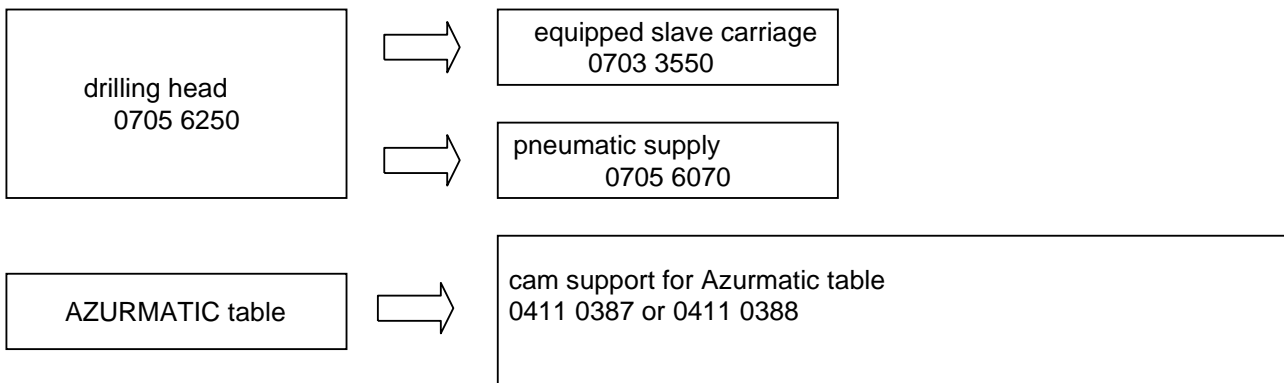 drilling head
0705 6250
equipped slave carriage
0703 3550
pneumatic supply
0705 6070
AZURMATIC table
cam support for Azurmatic table
0411 0387 or 0411 0388